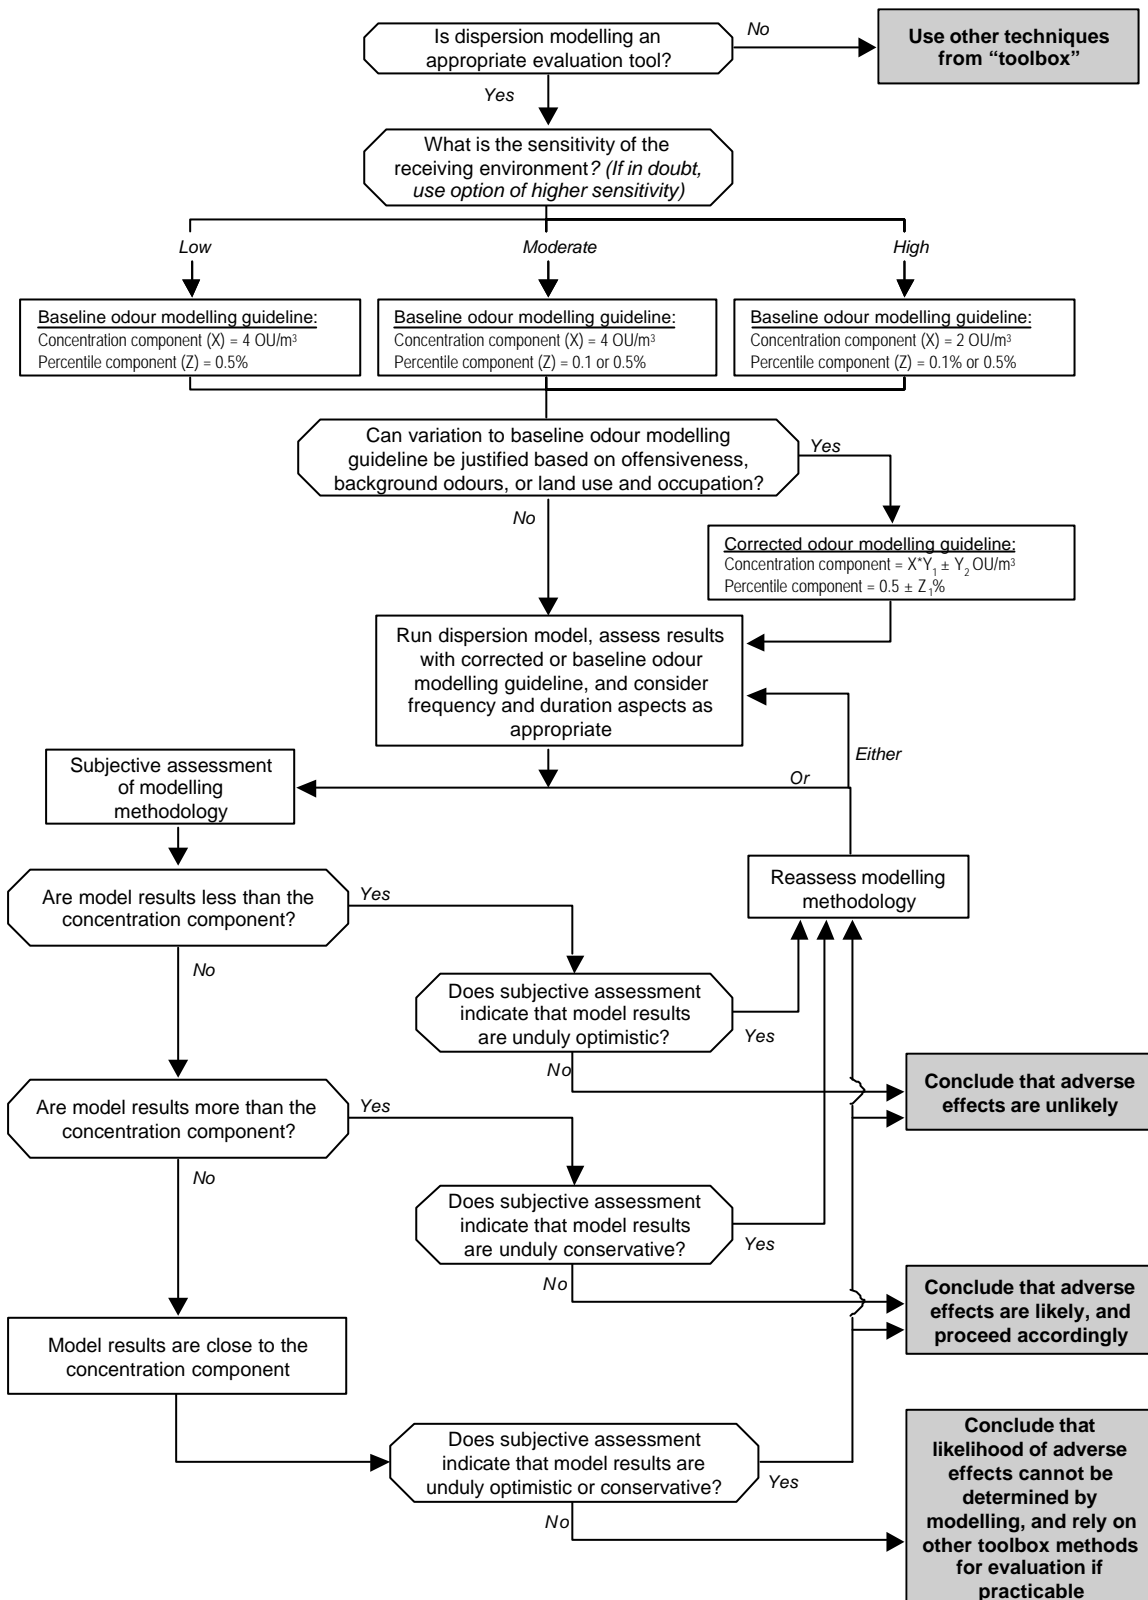 Is dispersion modelling an
appropriate evaluation tool?
No
Use other techniques
from “toolbox”
Yes
What is the sensitivity of the
receiving environment? (If in doubt,
use option of higher sensitivity)
Low
Moderate
High
Baseline odour modelling guideline:
Concentration component (X) = 4 OU/m³
Percentile component (Z) = 0.5%
Baseline odour modelling guideline:
Concentration component (X) = 4 OU/m³
Percentile component (Z) = 0.1 or 0.5%
Baseline odour modelling guideline:
Concentration component (X) = 2 OU/m³
Percentile component (Z) = 0.1% or 0.5%
Can variation to baseline odour modelling
guideline be justified based on offensiveness,
background odours, or land use and occupation?
Yes
No
Corrected odour modelling guideline:
Concentration component = X*Y₁ ± Y₂ OU/m³
Percentile component = 0.5 ± Z₁%
Run dispersion model, assess results
with corrected or baseline odour
modelling guideline, and consider
frequency and duration aspects as
appropriate
Either
Or
Subjective assessment
of modelling
methodology
Reassess modelling
methodology
Are model results less than the
concentration component?
Yes
No
Does subjective assessment
indicate that model results
are unduly optimistic?
Yes
No
Conclude that adverse
effects are unlikely
Are model results more than the
concentration component?
Yes
No
Does subjective assessment
indicate that model results
are unduly conservative?
Yes
No
Conclude that adverse
effects are likely, and
proceed accordingly
Model results are close to the
concentration component
Does subjective assessment
indicate that model results are
unduly optimistic or conservative?
Yes
No
Conclude that
likelihood of adverse
effects cannot be
determined by
modelling, and rely on
other toolbox methods
for evaluation if
practicable